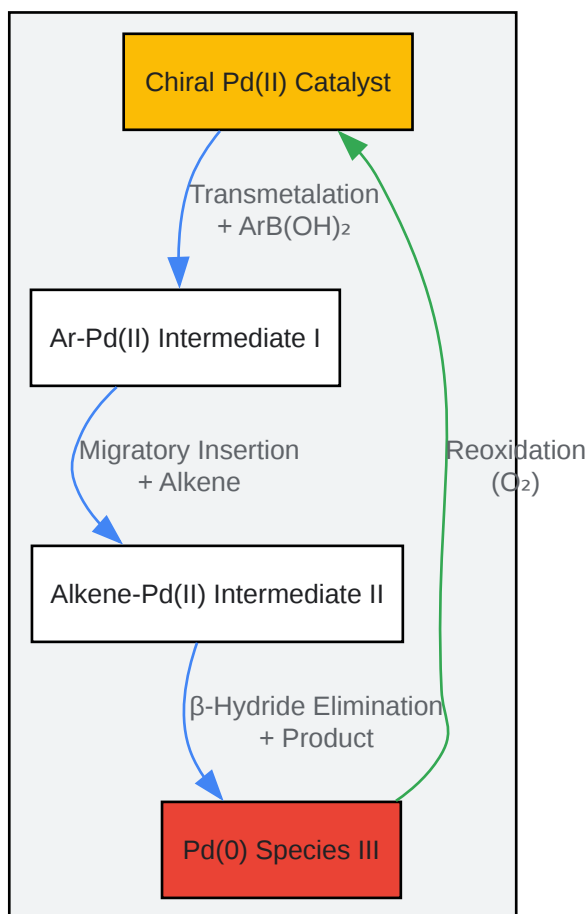 Chiral Pd(II) Catalyst
Transmetalation
+ ArB(OH)₂
Ar-Pd(II) Intermediate I
Migratory Insertion
+ Alkene
Reoxidation
(O₂)
Alkene-Pd(II) Intermediate II
β-Hydride Elimination
+ Product
Pd(0) Species III